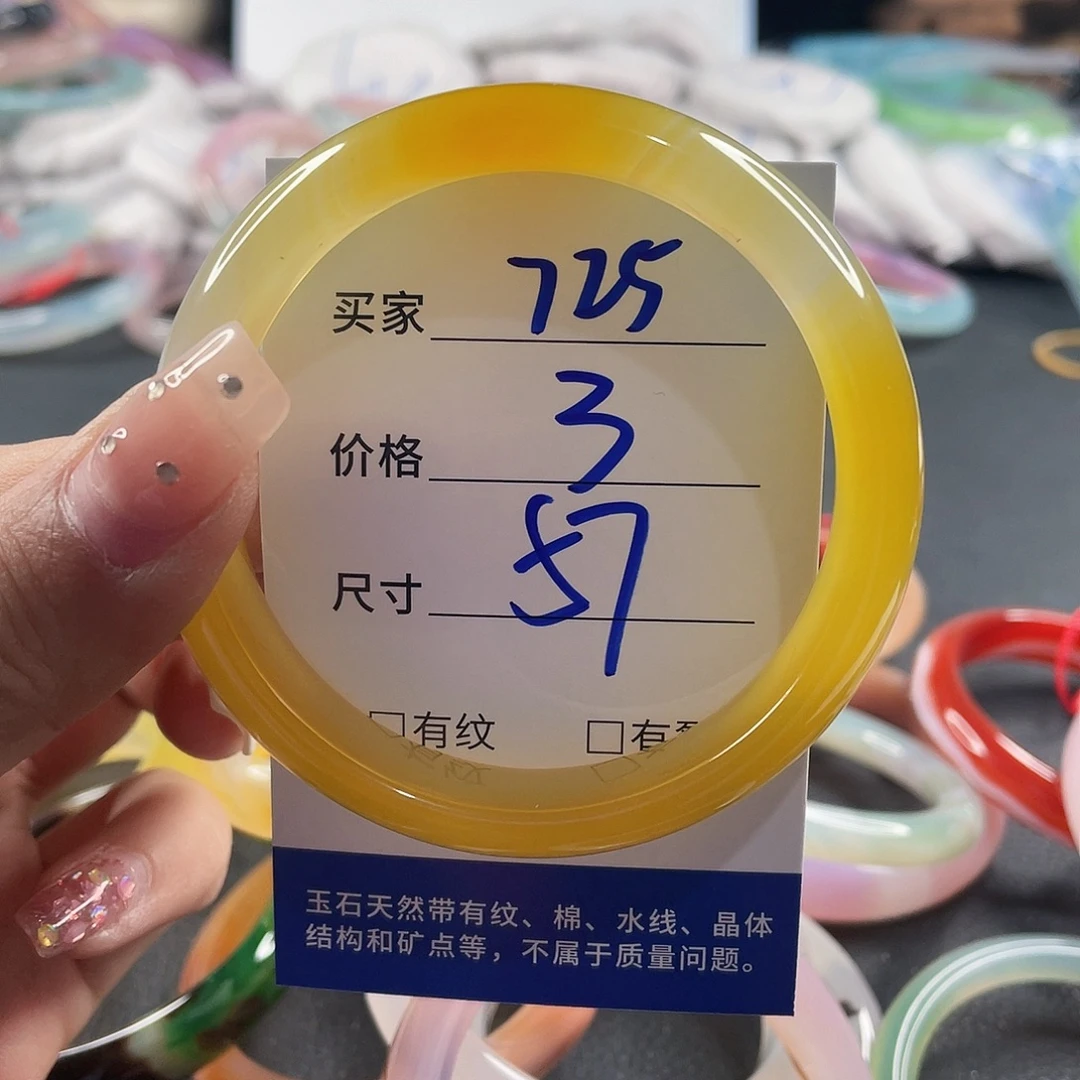 买家 725
价格 3
尺寸 57
□有纹 □有
玉石天然带有纹、棉、水线、晶体
结构和矿点等，不属于质量问题。